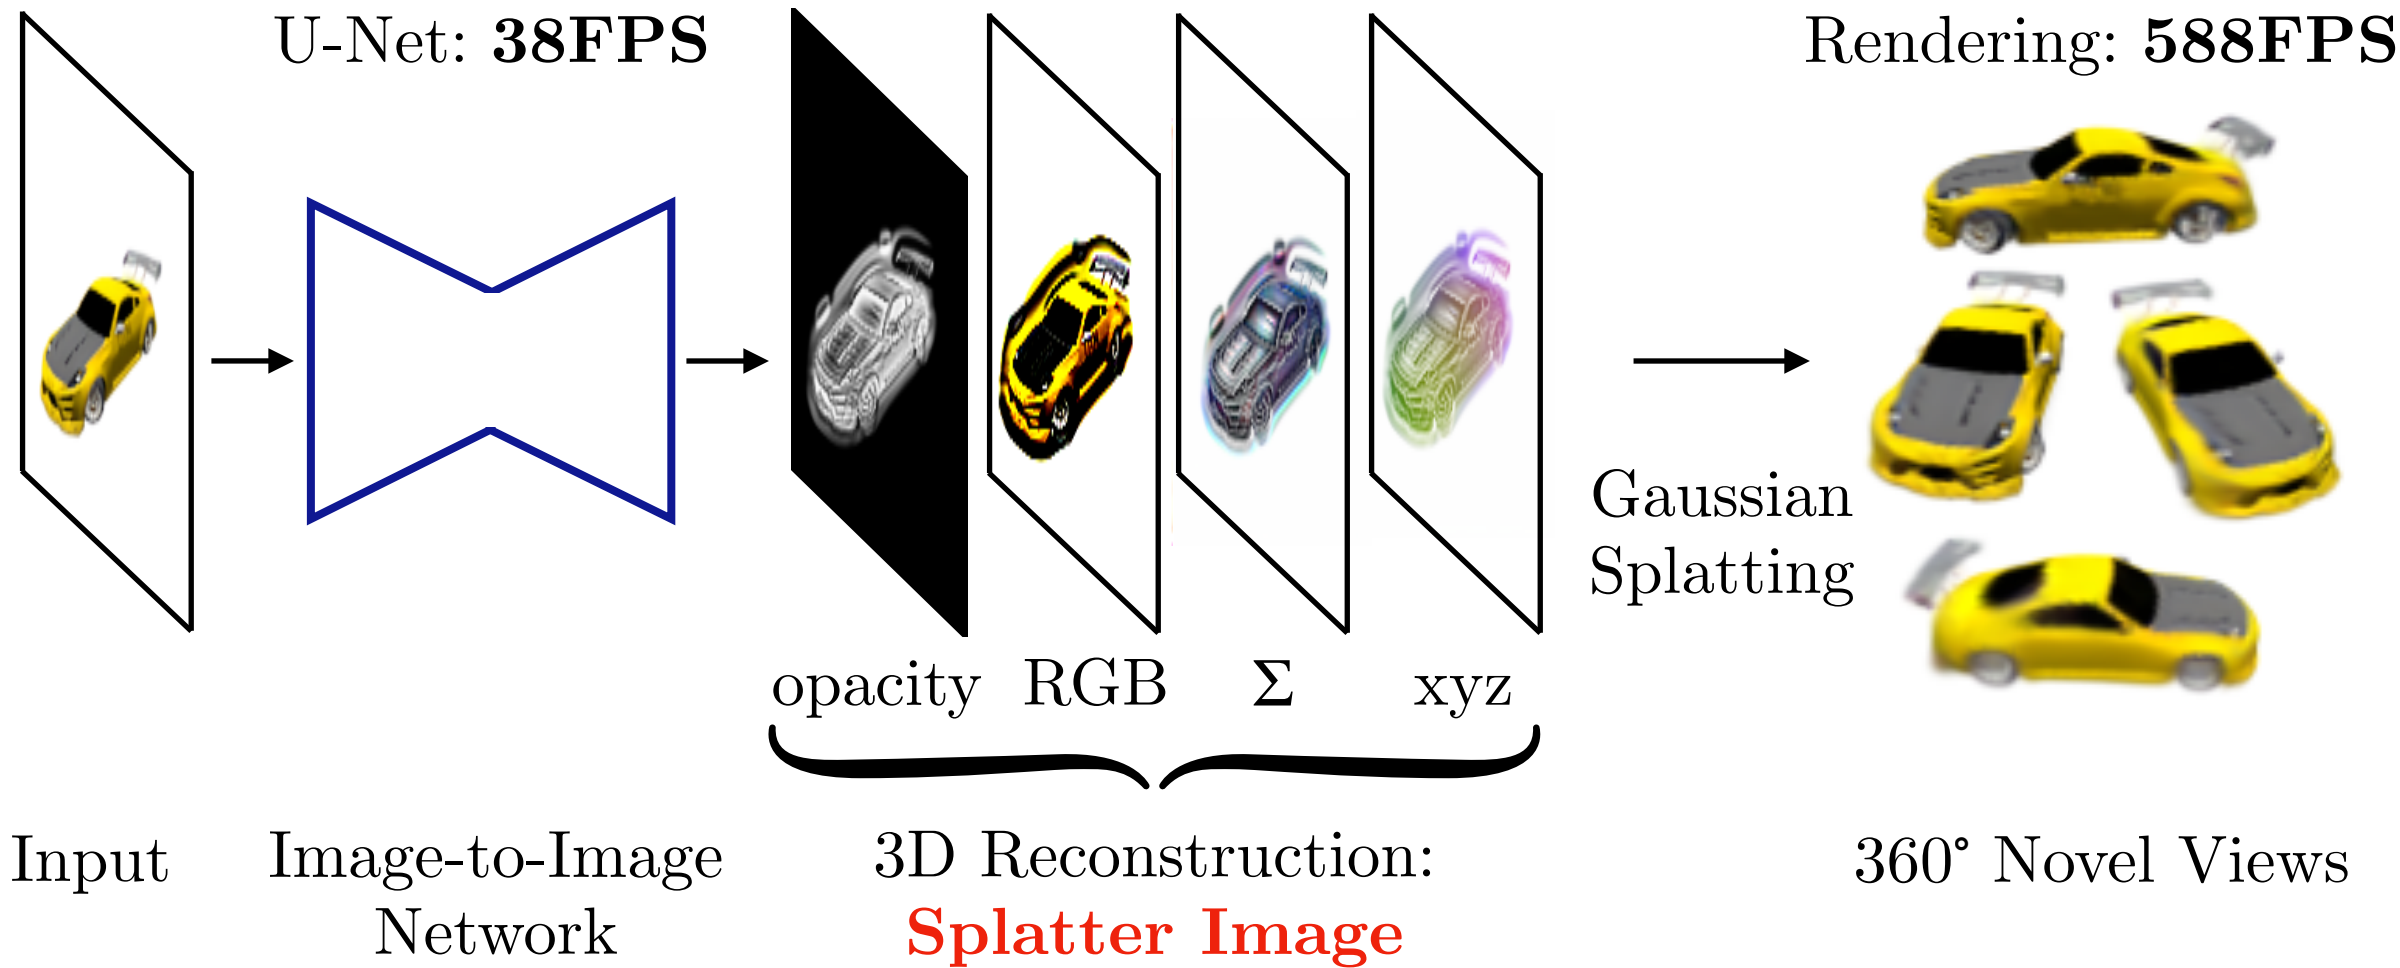 U-Net: 38FPS
Rendering: 588FPS
Gaussian
Splatting
opacity RGB Σ xyz
Input
Image-to-Image
Network
3D Reconstruction:
Splatter Image
360° Novel Views